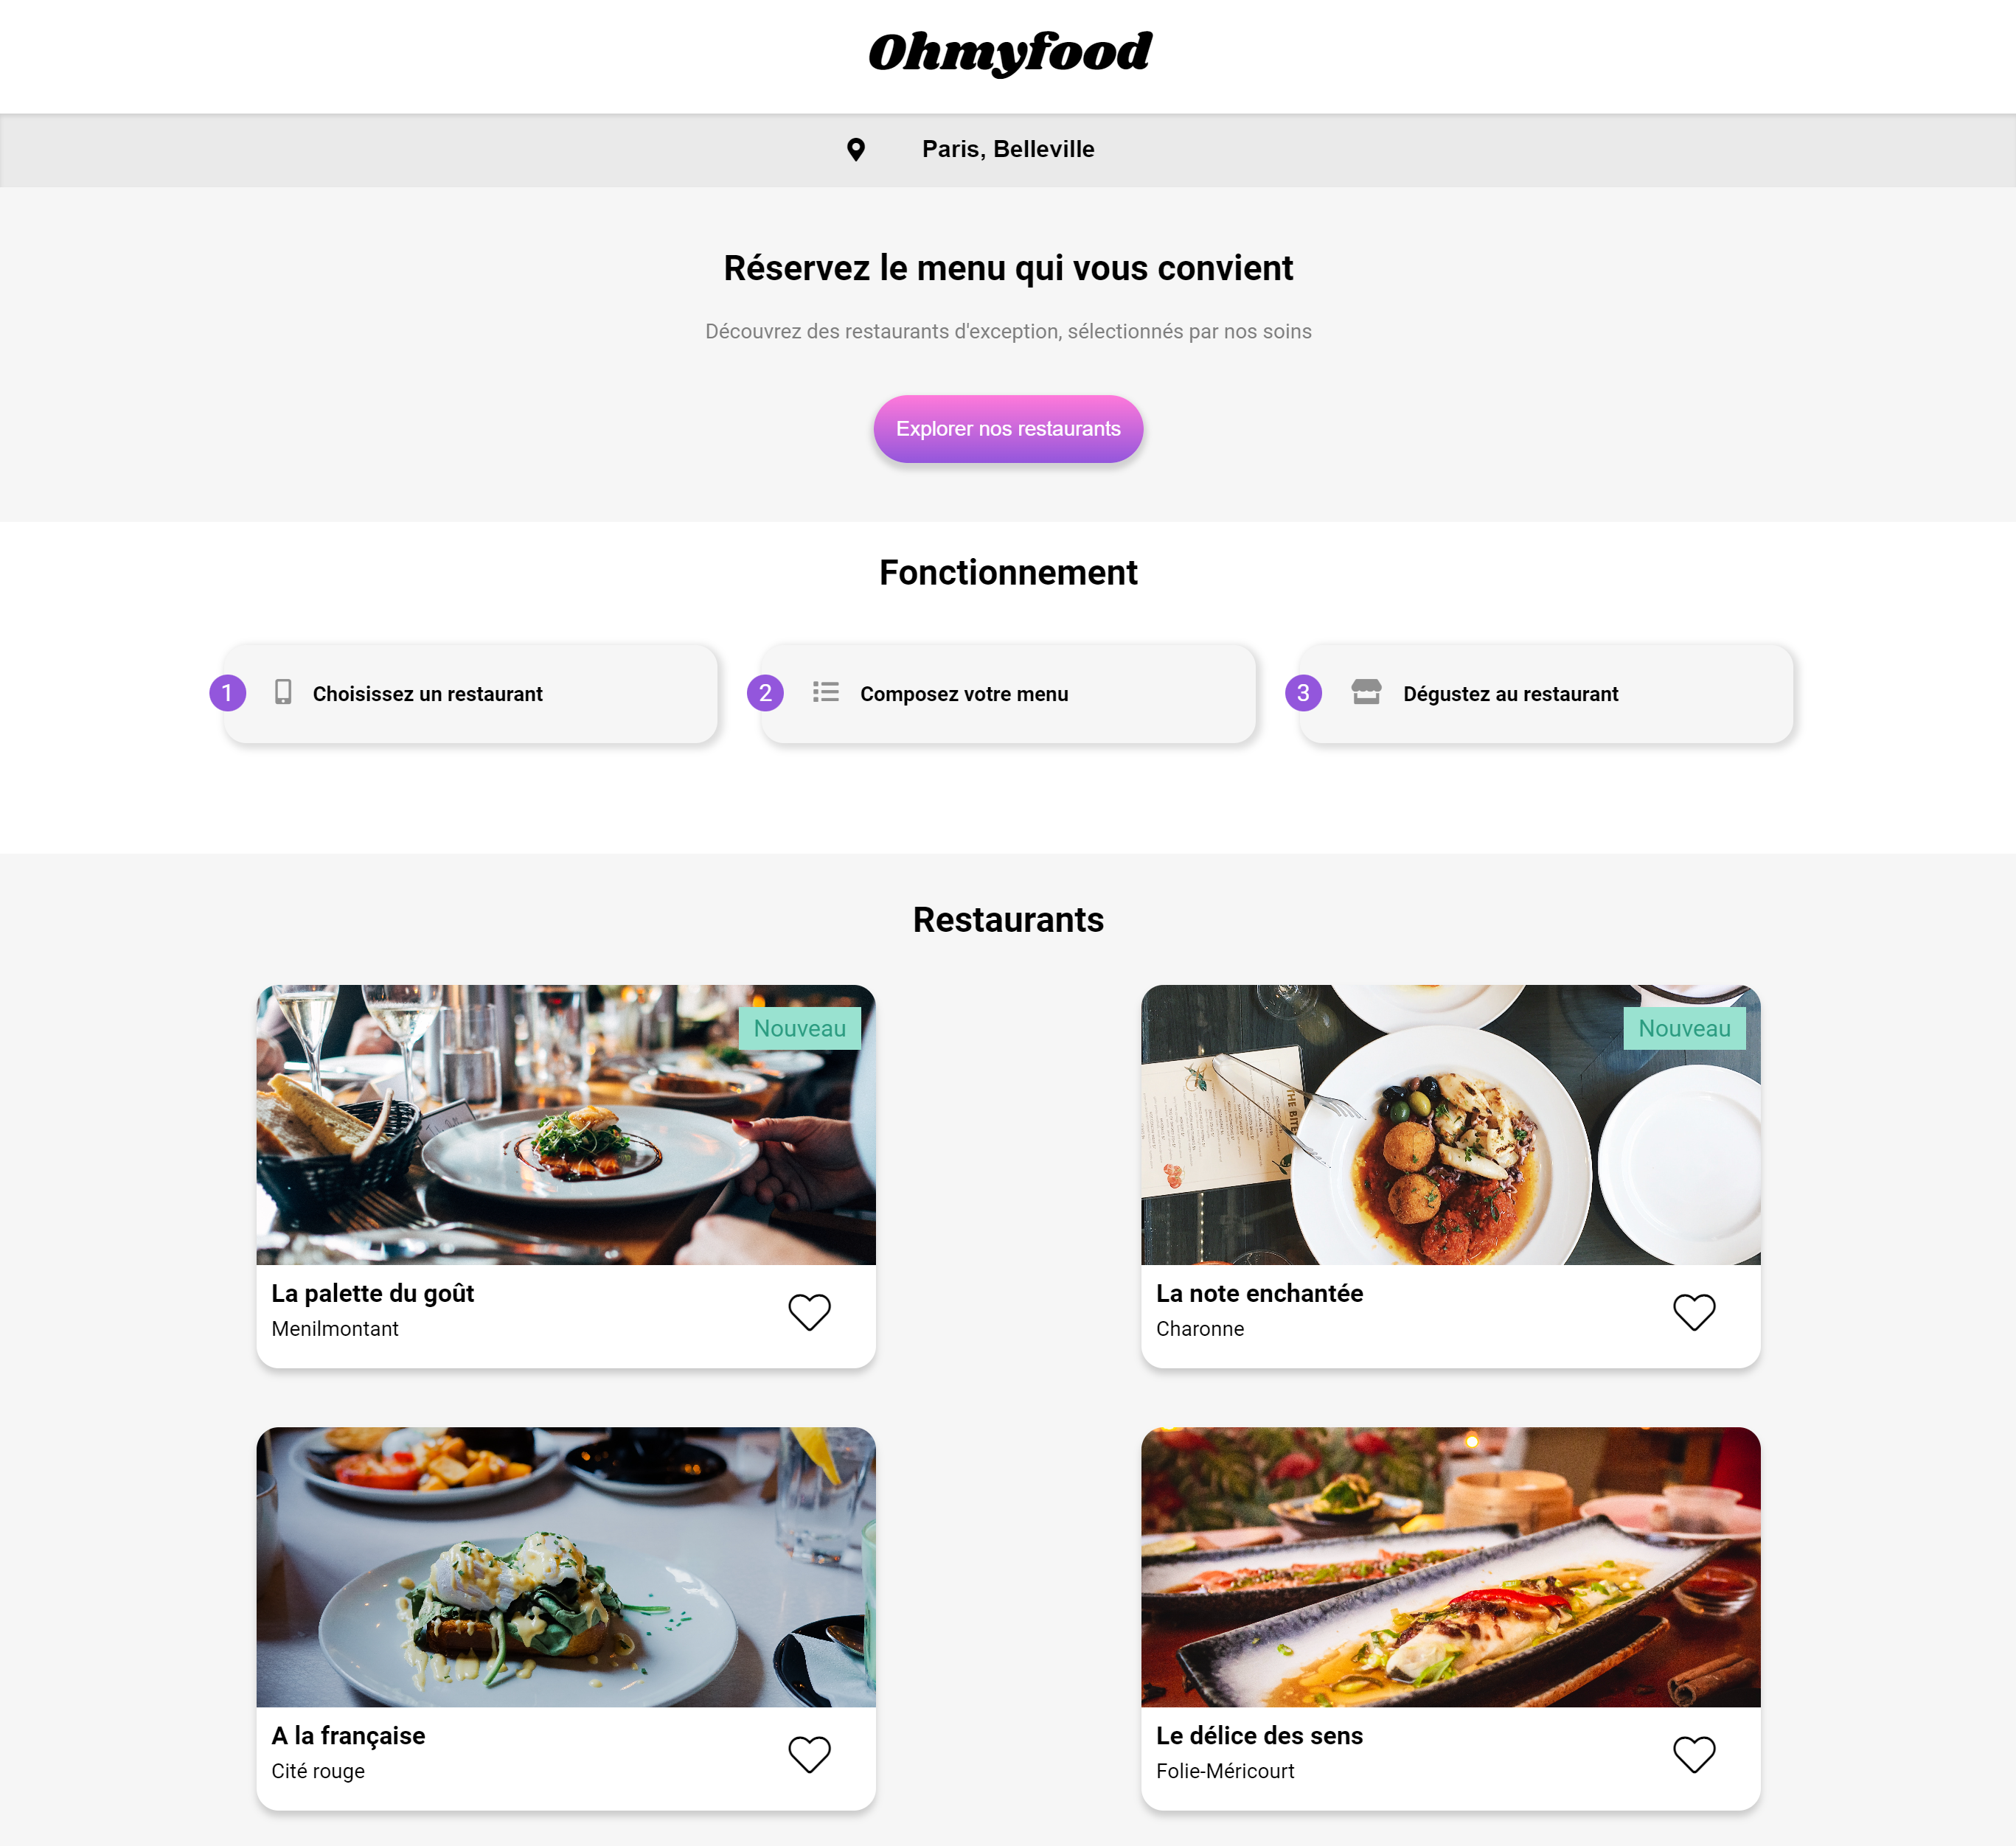 Ohmyfood
Paris, Belleville
Réservez le menu qui vous convient
Découvrez des restaurants d'exception, sélectionnés par nos soins
Explorer nos restaurants
Fonctionnement
1 Choisissez un restaurant
2 Composez votre menu
3 Dégustez au restaurant
Restaurants
Nouveau
La palette du goût
Menilmontant
Nouveau
THE BITE
La note enchantée
Charonne
A la française
Cité rouge
Le délice des sens
Folie-Méricourt